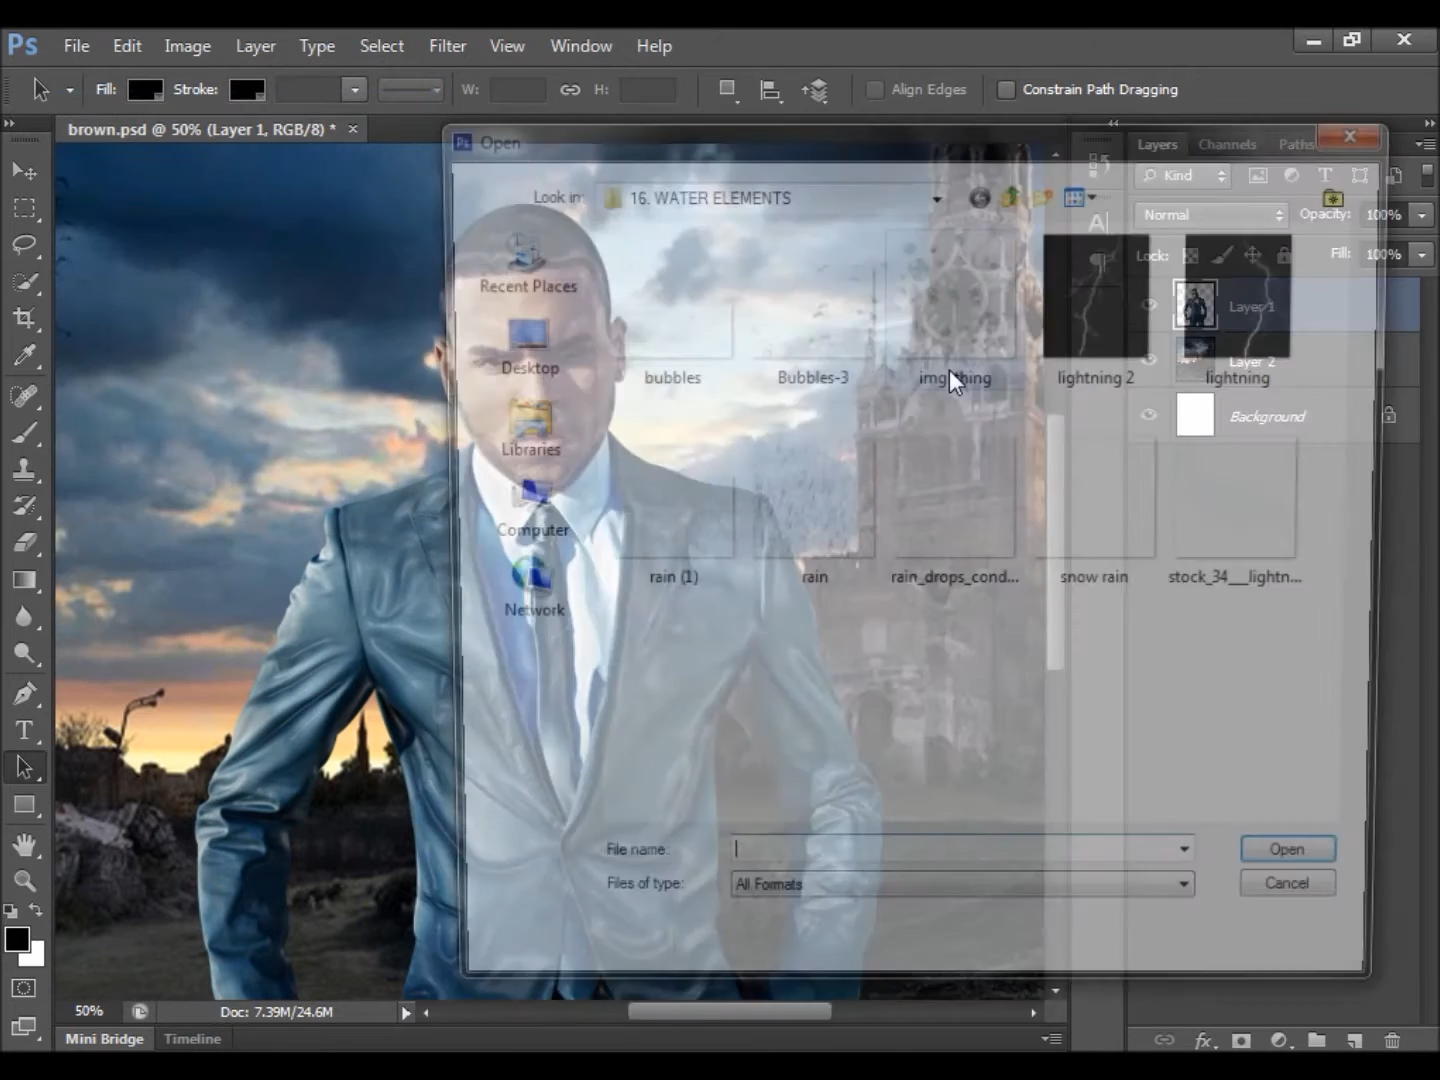 Ps File Edit Image Layer Type Select Filter View Window Help
Fill: Stroke: W: H: Align Edges Constrain Path Dragging
brown.psd @ 50% (Layer 1, RGB/8) * ×
Ps Open
Layers Channels Paths
Look in: 16. WATER ELEMENTS
Kind
Normal Opacity: 100%
Lock: Fill: 100%
Recent Places
Desktop
Libraries
Computer
Network
Layer 1
Layer 2
Background
bubbles Bubbles-3 lightning 2 lightning
rain (1) rain rain_drops_cond... snow rain stock_34__lightn...
File name: Open
Files of type: All Formats Cancel
50% Doc: 7.39M/24.6M
Mini Bridge Timeline
fx